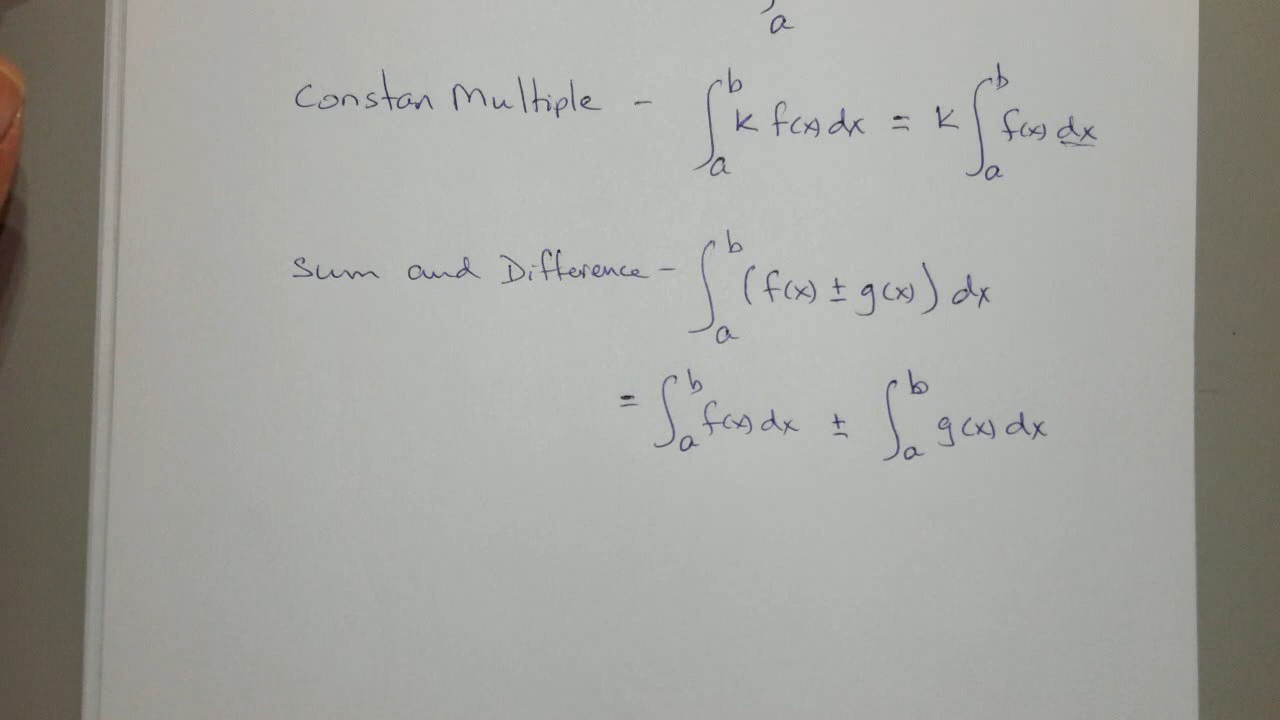 a
Constan Multiple - ∫_a^b k f(x) dx = k ∫_a^b f(x) dx
Sum and Difference - ∫_a^b (f(x) ± g(x)) dx
= ∫_a^b f(x) dx ± ∫_a^b g(x) dx